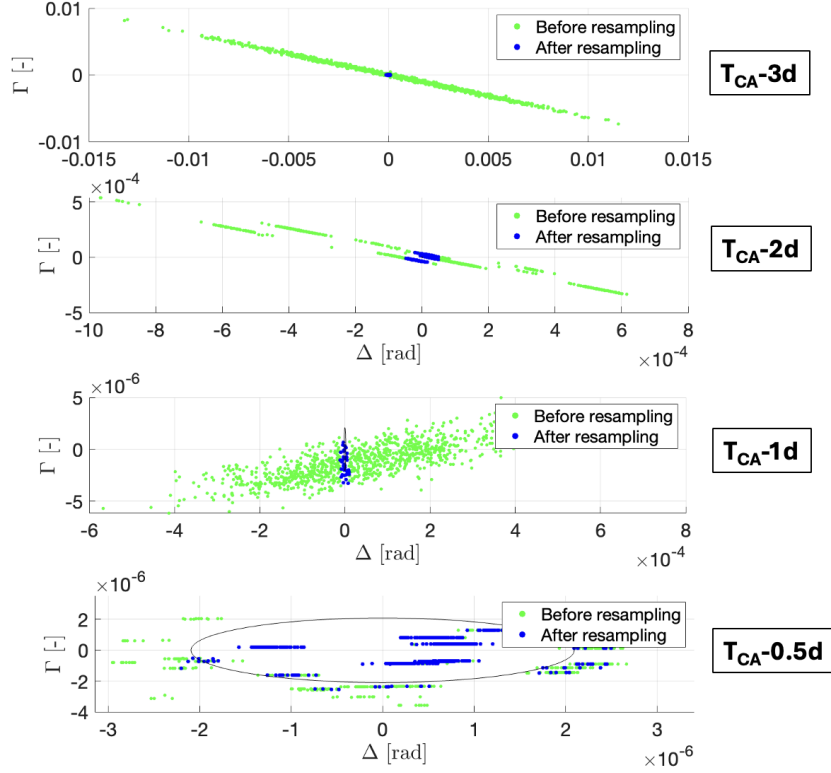 0.01
0
-0.01
Γ [-]
Before resampling
After resampling
-0.015
-0.01
-0.005
0
0.005
0.01
0.015
T_CA-3d
×10^-4
5
0
-5
Γ [-]
Before resampling
After resampling
-10
-8
-6
-4
-2
0
2
4
6
8
Δ [rad]
×10^-4
T_CA-2d
×10^-6
5
0
-5
Γ [-]
Before resampling
After resampling
-6
-4
-2
0
2
4
6
8
Δ [rad]
×10^-4
T_CA-1d
×10^-6
2
0
-2
-4
Γ [-]
Before resampling
After resampling
-3
-2
-1
0
1
2
3
Δ [rad]
×10^-6
T_CA-0.5d